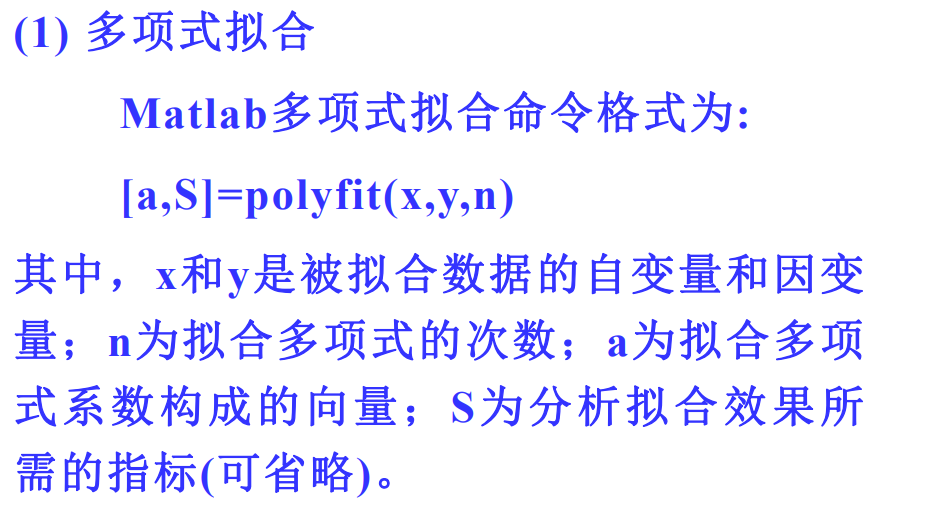 (1) 多项式拟合
Matlab多项式拟合命令格式为:
[a,S]=polyfit(x,y,n)
其中，x和y是被拟合数据的自变量和因变
量；n为拟合多项式的次数；a为拟合多项
式系数构成的向量；S为分析拟合效果所
需的指标(可省略)。